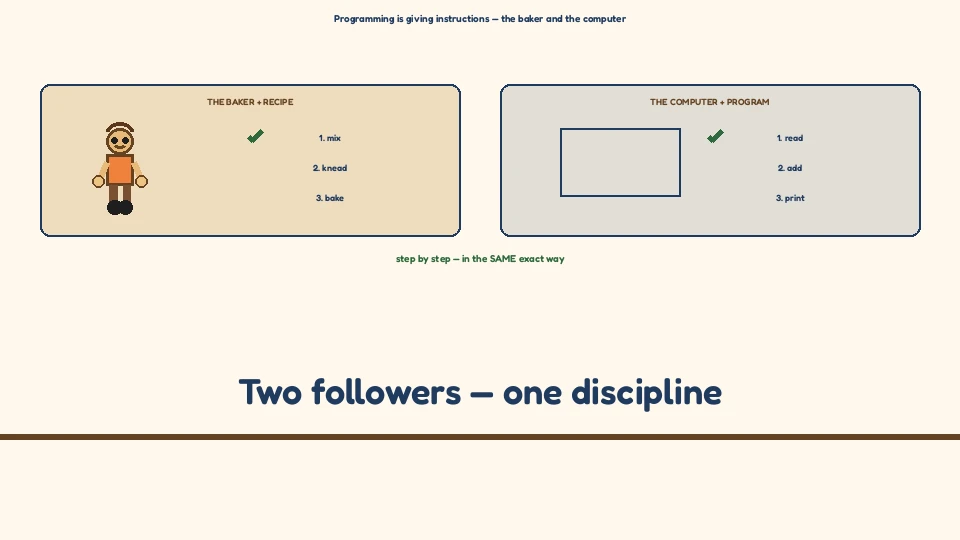 Programming is giving instructions — the baker and the computer
THE BAKER + RECIPE
1. mix
2. knead
3. bake
THE COMPUTER + PROGRAM
1. read
2. add
3. print
step by step — in the SAME exact way
Two followers — one discipline